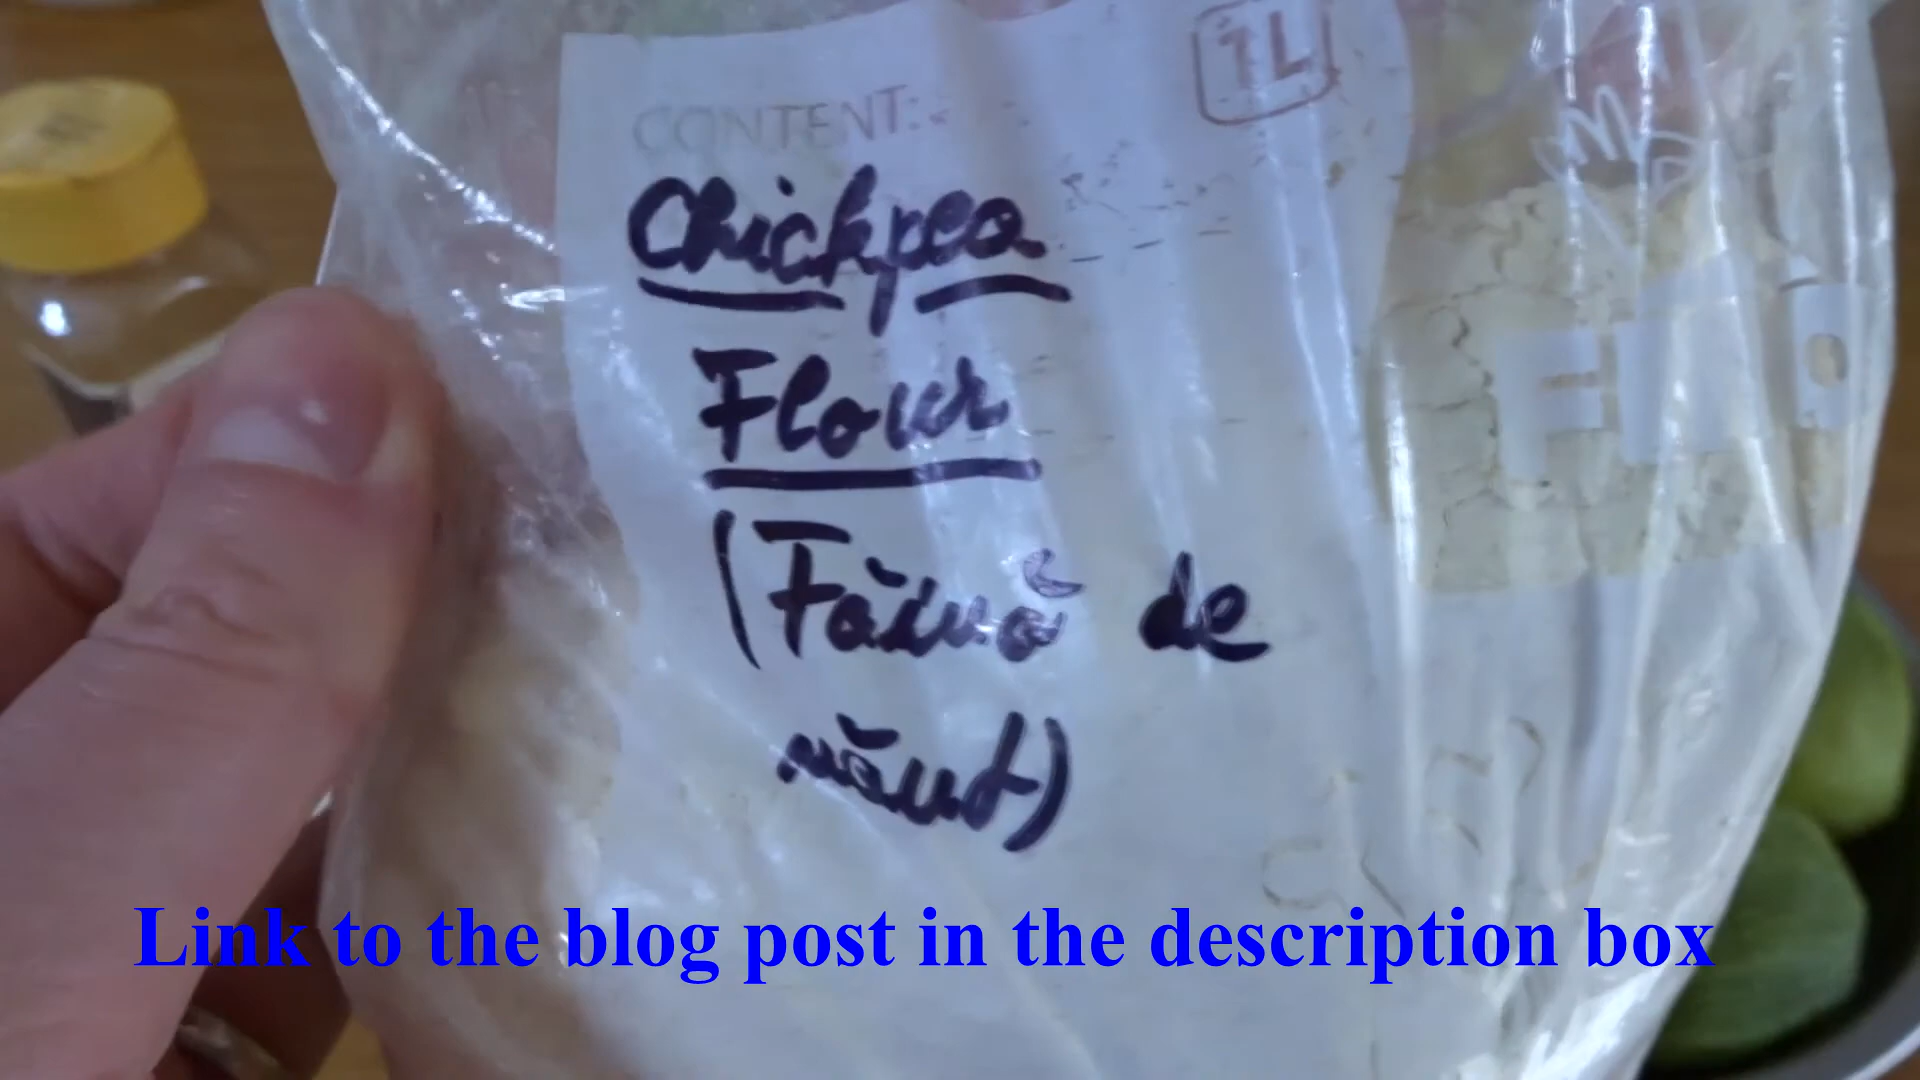 1L
CONTENT:
Chickpea
Flour
(Făină de
năut)
Link to the blog post in the description box